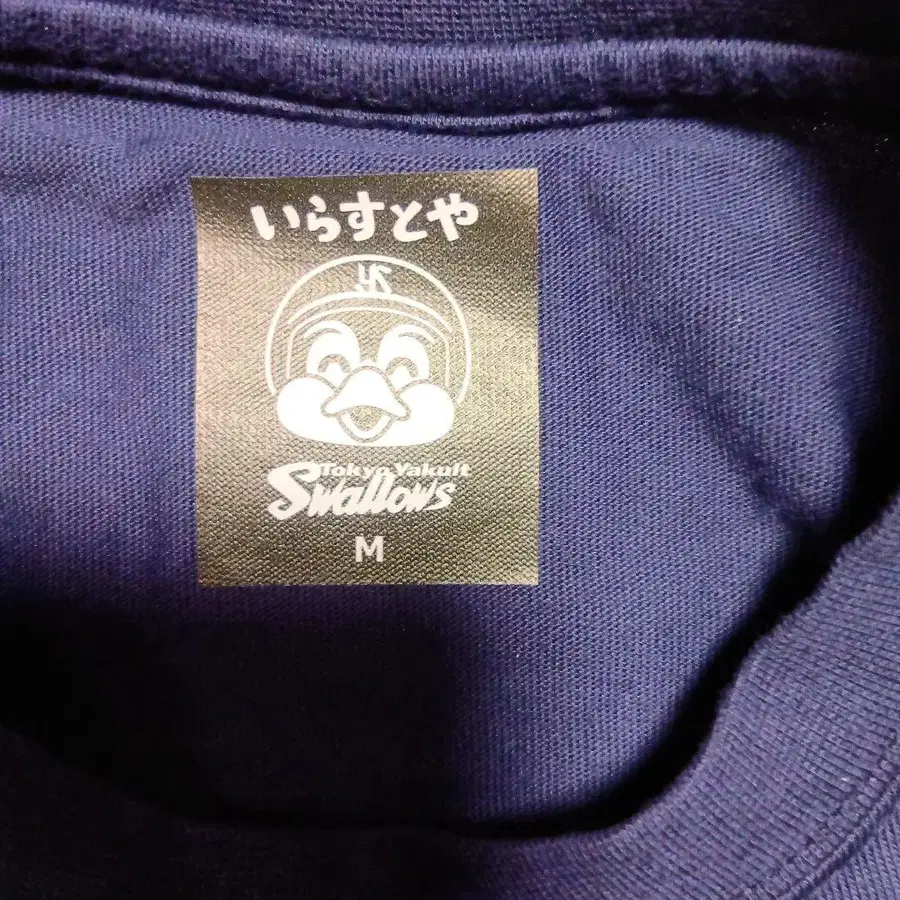 いらすとや
YS
Tokyo Yakult
Swallows
M